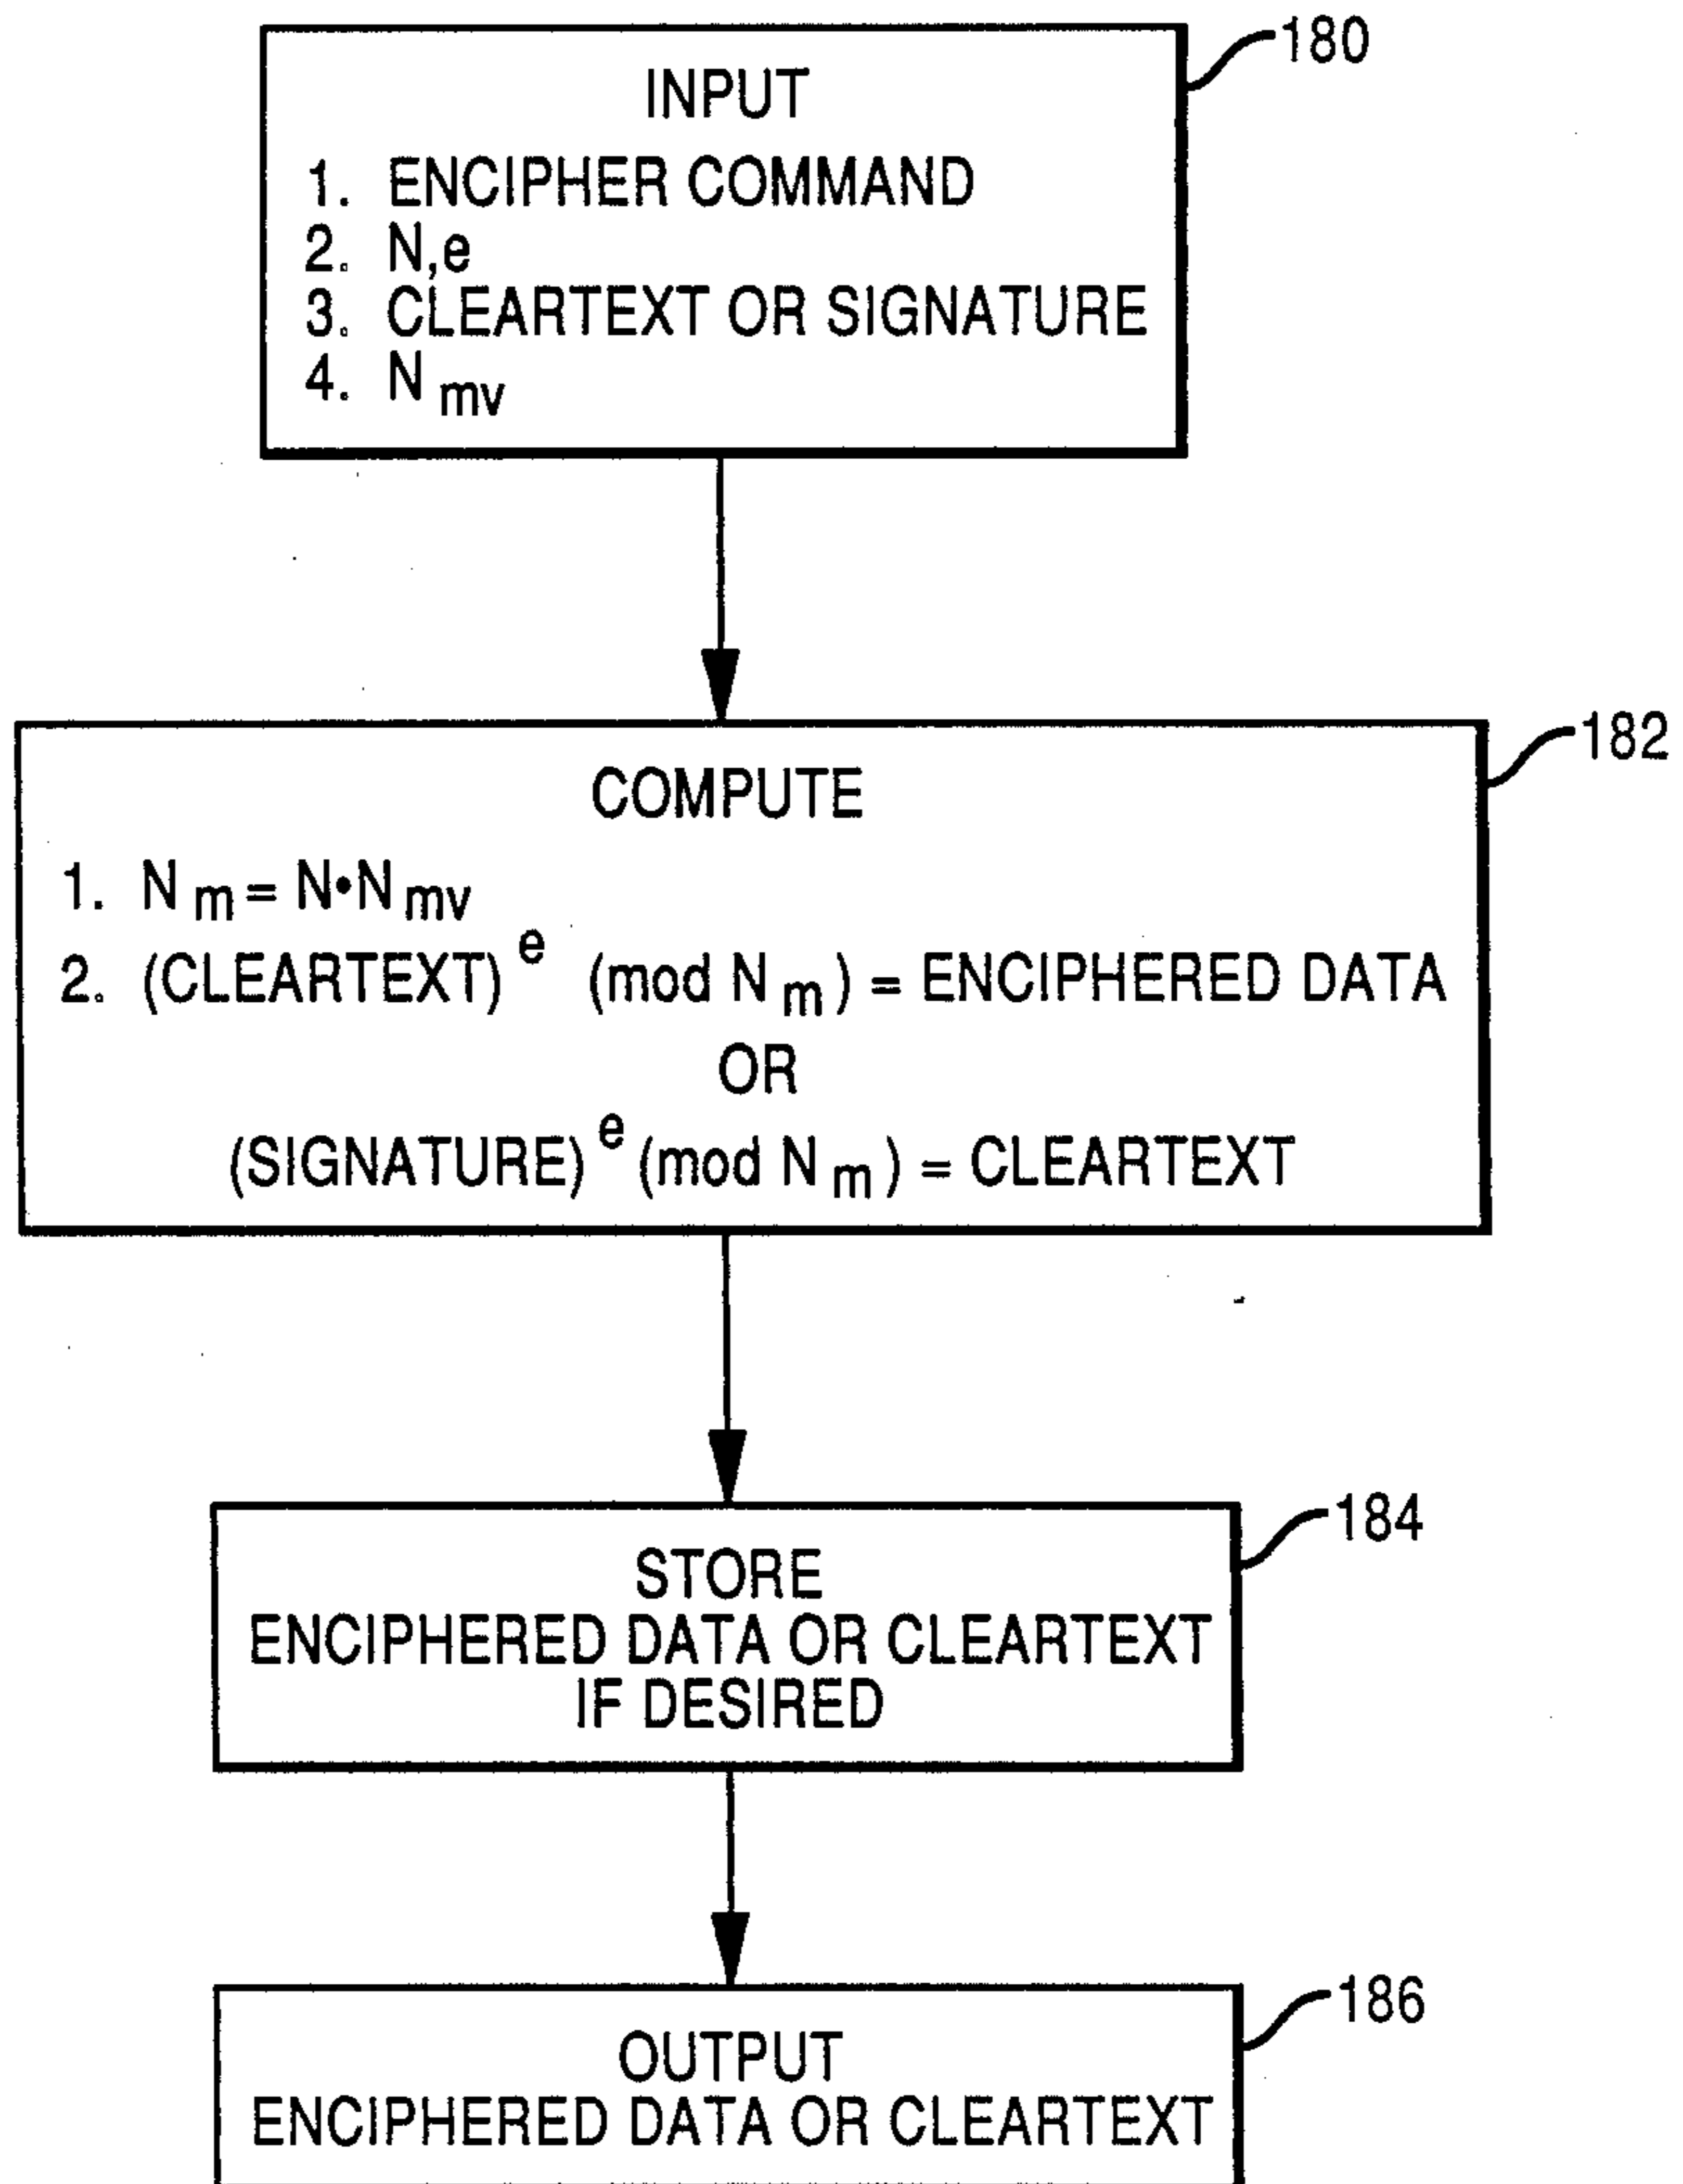 180
INPUT
1. ENCIPHER COMMAND
2. N,e
3. CLEARTEXT OR SIGNATURE
4. N mv
182
COMPUTE
1. N m = N•N mv
2. (CLEARTEXT) e (mod N m ) = ENCIPHERED DATA
OR
(SIGNATURE) e (mod N m ) = CLEARTEXT
184
STORE
ENCIPHERED DATA OR CLEARTEXT
IF DESIRED
186
OUTPUT
ENCIPHERED DATA OR CLEARTEXT